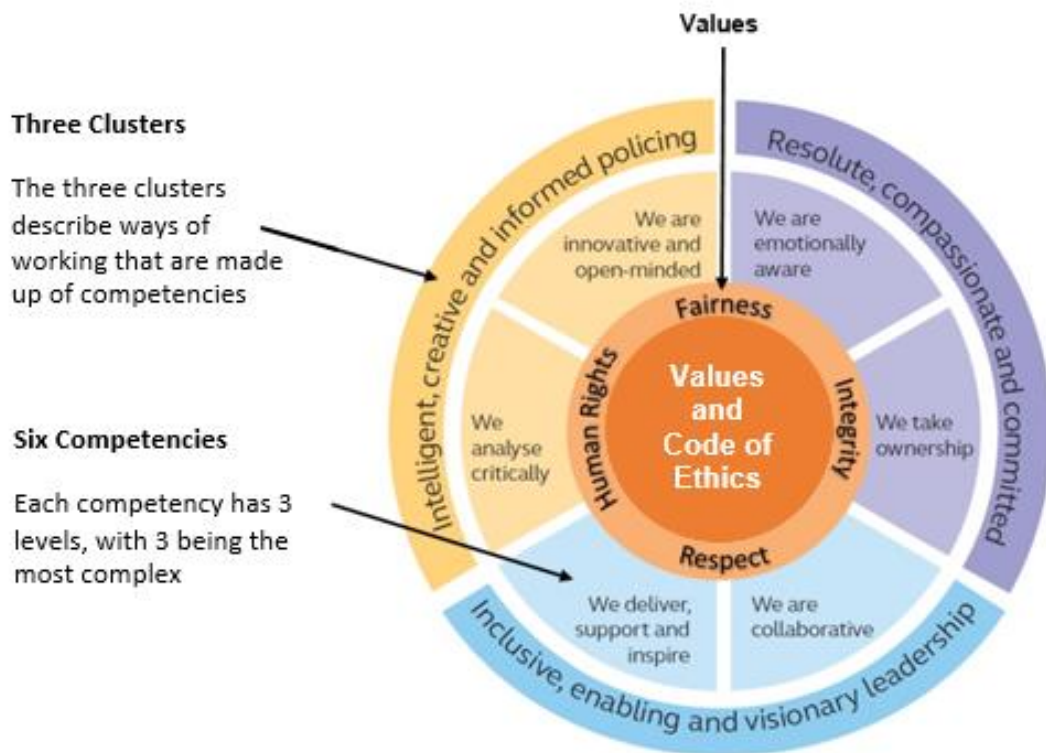 Values
Three Clusters
The three clusters
describe ways of
working that are made
up of competencies
Six Competencies
Each competency has 3
levels, with 3 being the
most complex
Intelligent, creative and informed policing
Resolute, compassionate and committed
Inclusive, enabling and visionary leadership
We are
innovative and
open-minded
We are
emotionally
aware
We
analyse
critically
We take
ownership
We deliver,
support and
inspire
We are
collaborative
Fairness
Human Rights
Integrity
Respect
Values
and
Code of
Ethics